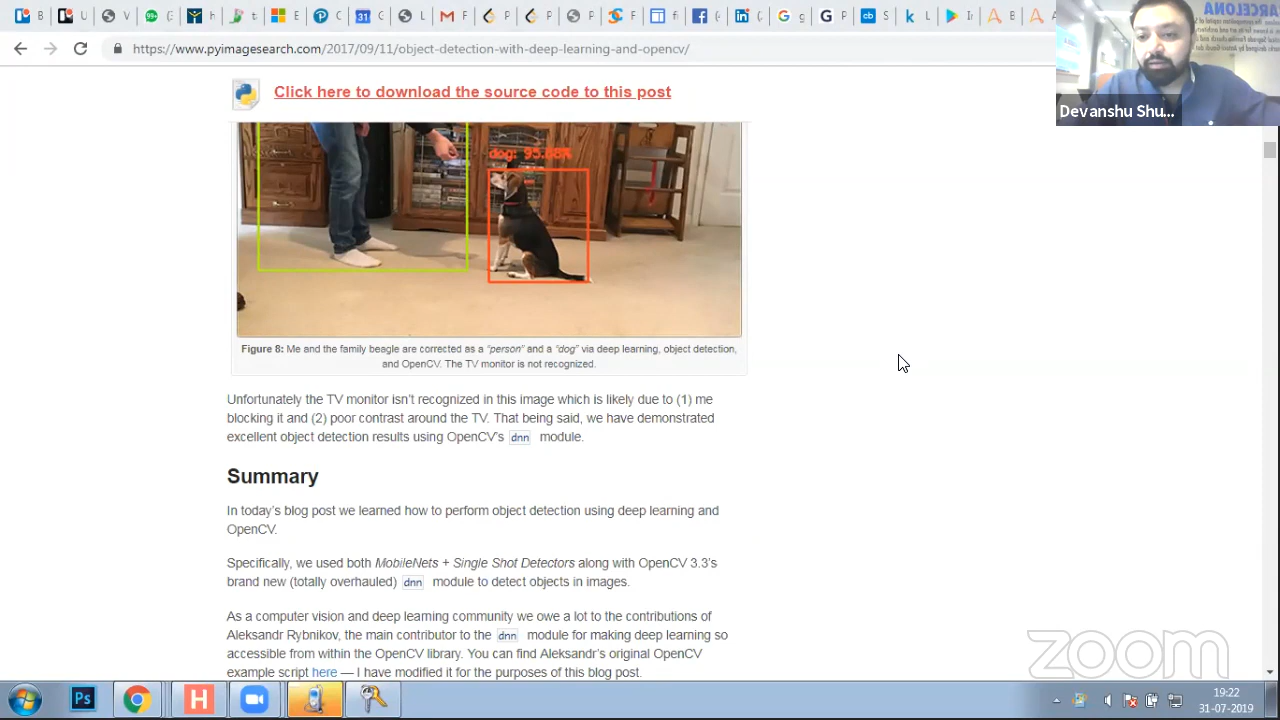 https://www.pyimagesearch.com/2017/09/11/object-detection-with-deep-learning-and-opencv/
ARCELONA
Devanshu Shu...
Click here to download the source code to this post
dog:
Figure 8: Me and the family beagle are corrected as a "person" and a "dog" via deep learning, object detection,
and OpenCV. The TV monitor is not recognized.
Unfortunately the TV monitor isn't recognized in this image which is likely due to (1) me
blocking it and (2) poor contrast around the TV. That being said, we have demonstrated
excellent object detection results using OpenCV's dnn module.
Summary
In today's blog post we learned how to perform object detection using deep learning and
OpenCV.
Specifically, we used both MobileNets + Single Shot Detectors along with OpenCV 3.3's
brand new (totally overhauled) dnn module to detect objects in images.
As a computer vision and deep learning community we owe a lot to the contributions of
Aleksandr Rybnikov, the main contributor to the dnn module for making deep learning so
accessible from within the OpenCV library. You can find Aleksandr's original OpenCV
example script here — I have modified it for the purposes of this blog post.
zoom
Ps
H
19:22
31-07-2019